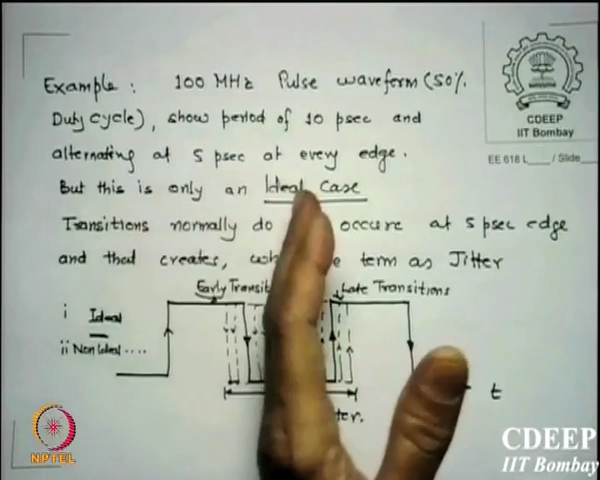 Example: 100 MHz Pulse waveform (50%
Duty cycle), show period of 10 psec and
alternating at 5 psec at every edge.
But this is only an Ideal Case
Transitions normally do occure at 5 psec edge
and that creates, term as Jitter
Early Late Transitions
i Ideal
ii Non Ideal ....
t
CDEEP
IIT Bombay
EE 618 L____ / Slide____
NPTEL
CDEEP
IIT Bombay